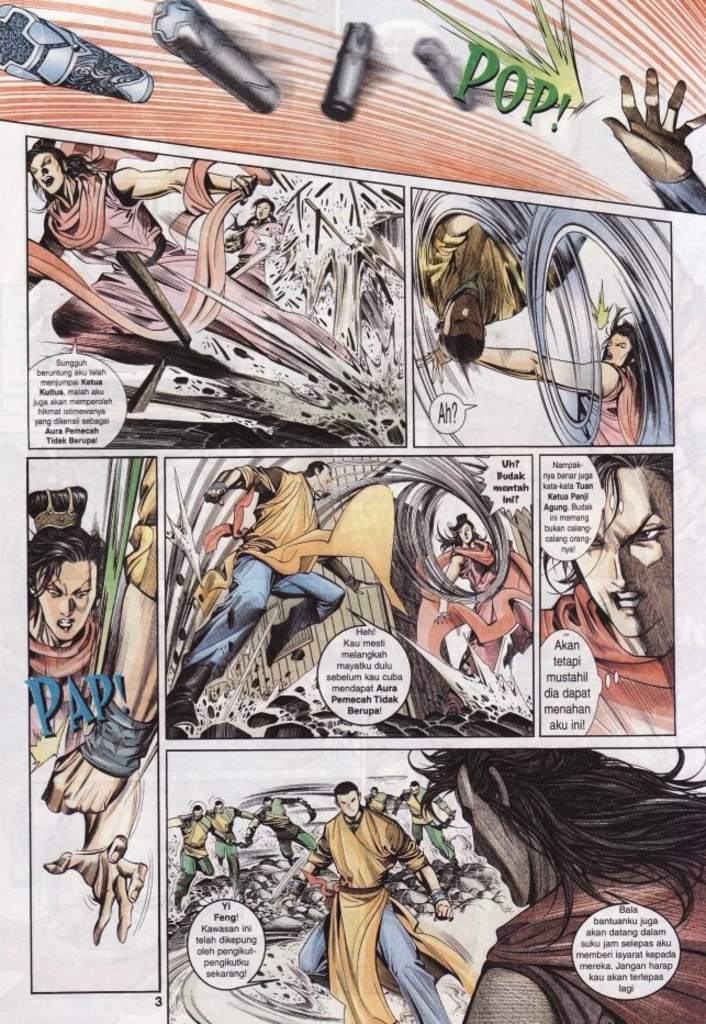 POP!
Sungguh
beruntung aku telah
menjumpai Ketua
Kultus, malah aku
juga akan memperoleh
hikmat istimewanya
yang dikenali sebagai
Aura Pemecah
Tidak Berupa!
Ah?
PAP!
Uh?
Budak
mentah
ini?
Heh!
Kau mesti
melangkah
mayatku dulu
sebelum kau cuba
mendapat Aura
Pemecah Tidak
Berupa!
Nampak-
nya benar juga
kata-kata Tuan
Ketua Panji
Agung. Budak
ini memang
bukan calang-
calang orang-
nya!
Akan
tetapi
mustahil
dia dapat
menahan
aku ini!
Yi
Feng!
Kawasan ini
telah dikepung
oleh pengikut-
pengikutku
sekarang!
Bala
bantuanku juga
akan datang dalam
suku jam selepas aku
memberi isyarat kepada
mereka. Jangan harap
kau akan terlepas
lagi
3